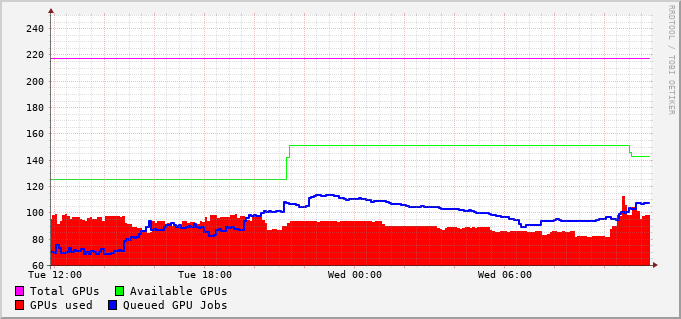 240
220
200
180
160
140
120
100
80
60
Tue 12:00 Tue 18:00 Wed 00:00 Wed 06:00
Total GPUs Available GPUs
GPUs used Queued GPU Jobs
RRDTOOL / TOBI OETIKER